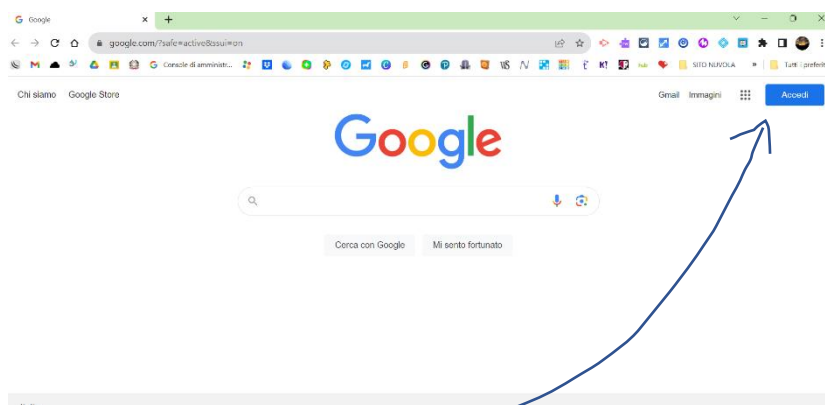 Google
google.com/?safe=active&ssui=on
Console di amministr...
SITO NUVOLA
»
Tutti i preferiti
Chi siamo Google Store
Gmail Immagini
Accedi
Google
Cerca con Google Mi sento fortunato